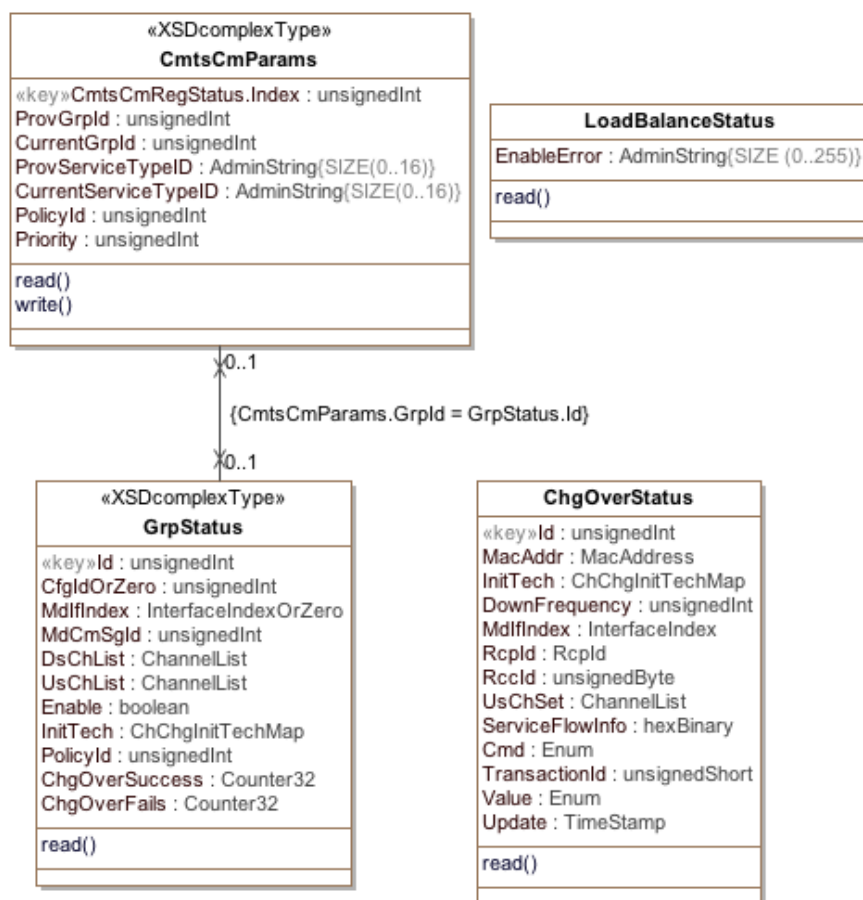 «XSDcomplexType»
CmtsCmParams
«key»CmtsCmRegStatus.Index : unsignedInt
ProvGrpId : unsignedInt
CurrentGrpId : unsignedInt
ProvServiceTypeID : AdminString{SIZE(0..16)}
CurrentServiceTypeID : AdminString{SIZE(0..16)}
PolicyId : unsignedInt
Priority : unsignedInt
read()
write()
LoadBalanceStatus
EnableError : AdminString{SIZE (0..255)}
read()
0..1
{CmtsCmParams.GrpId = GrpStatus.Id}
0..1
«XSDcomplexType»
GrpStatus
«key»Id : unsignedInt
CfgIdOrZero : unsignedInt
MdIfIndex : InterfaceIndexOrZero
MdCmSgId : unsignedInt
DsChList : ChannelList
UsChList : ChannelList
Enable : boolean
InitTech : ChChgInitTechMap
PolicyId : unsignedInt
ChgOverSuccess : Counter32
ChgOverFails : Counter32
read()
ChgOverStatus
«key»Id : unsignedInt
MacAddr : MacAddress
InitTech : ChChgInitTechMap
DownFrequency : unsignedInt
MdIfIndex : InterfaceIndex
RcpId : RcpId
RccId : unsignedByte
UsChSet : ChannelList
ServiceFlowInfo : hexBinary
Cmd : Enum
TransactionId : unsignedShort
Value : Enum
Update : TimeStamp
read()